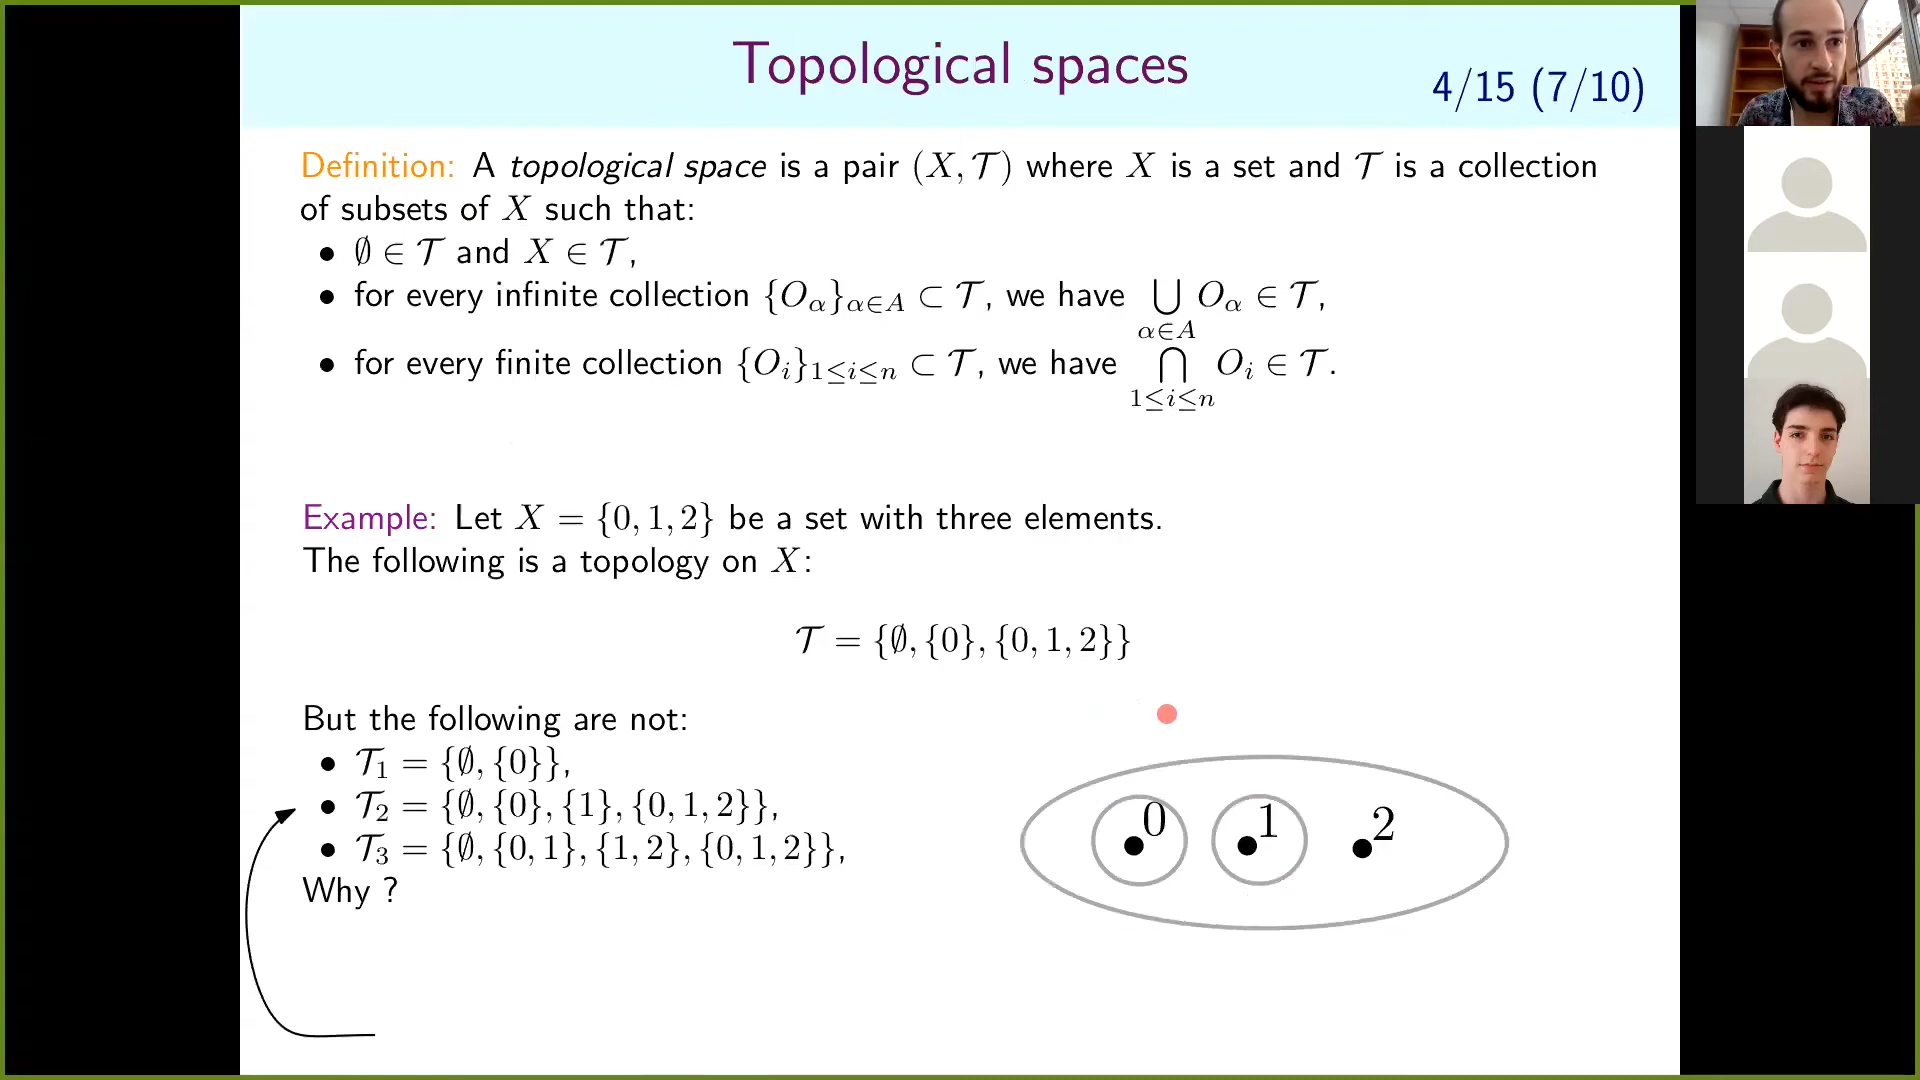 Topological spaces
4/15 (7/10)
Definition: A topological space is a pair (X, 𝒯) where X is a set and 𝒯 is a collection
of subsets of X such that:
• ∅ ∈ 𝒯 and X ∈ 𝒯,
• for every infinite collection {O_α}_{α∈A} ⊂ 𝒯, we have ⋃_{α∈A} O_α ∈ 𝒯,
• for every finite collection {O_i}_{1≤i≤n} ⊂ 𝒯, we have ⋂_{1≤i≤n} O_i ∈ 𝒯.
Example: Let X = {0, 1, 2} be a set with three elements.
The following is a topology on X:
𝒯 = {∅, {0}, {0, 1, 2}}
But the following are not:
• 𝒯₁ = {∅, {0}},
• 𝒯₂ = {∅, {0}, {1}, {0, 1, 2}},
• 𝒯₃ = {∅, {0, 1}, {1, 2}, {0, 1, 2}},
Why ?
0 1 2